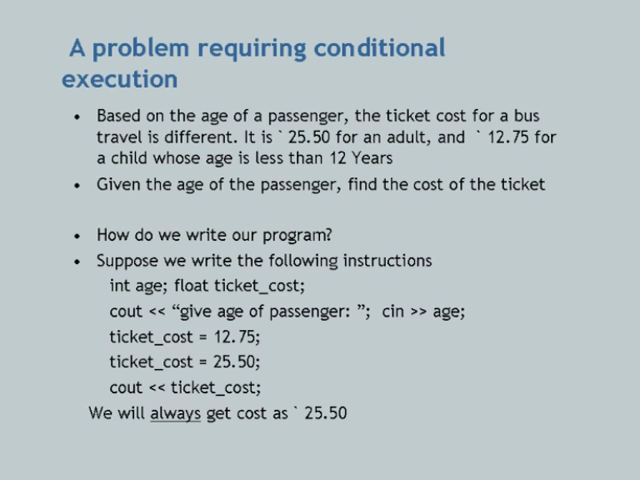 A problem requiring conditional
execution
• Based on the age of a passenger, the ticket cost for a bus
travel is different. It is ` 25.50 for an adult, and ` 12.75 for
a child whose age is less than 12 Years
• Given the age of the passenger, find the cost of the ticket
• How do we write our program?
• Suppose we write the following instructions
int age; float ticket_cost;
cout << “give age of passenger: ”; cin >> age;
ticket_cost = 12.75;
ticket_cost = 25.50;
cout << ticket_cost;
We will always get cost as ` 25.50